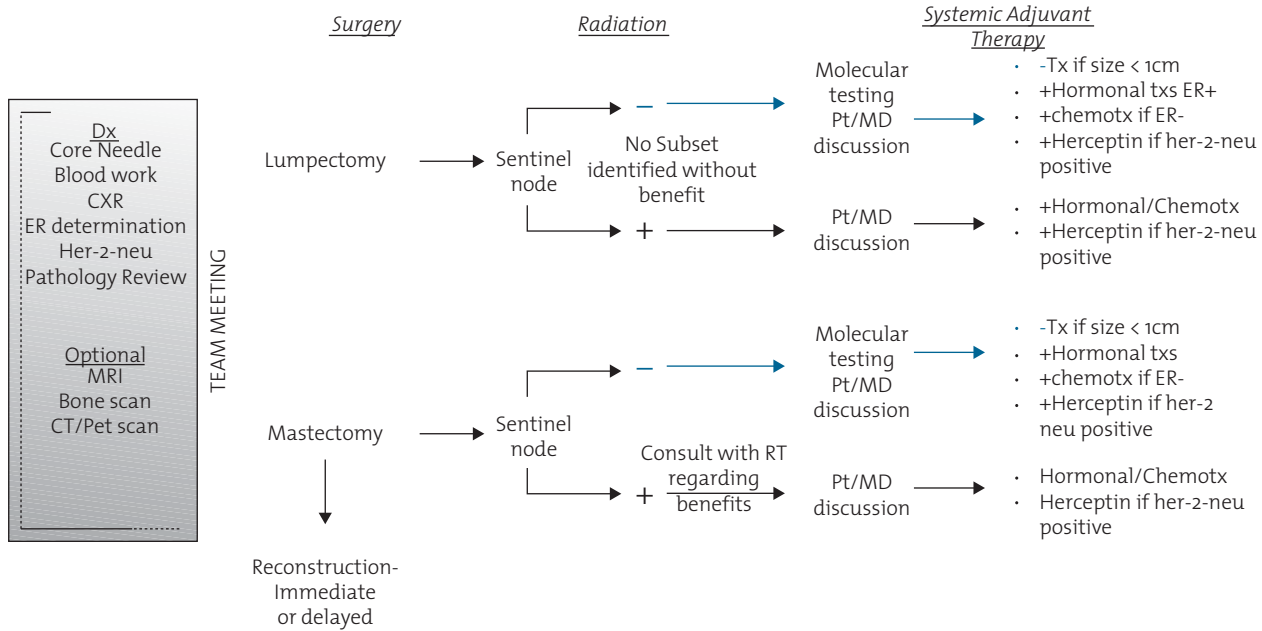 Surgery
Radiation
Systemic Adjuvant
Therapy
Dx
Core Needle
Blood work
CXR
ER determination
Her-2-neu
Pathology Review
Optional
MRI
Bone scan
CT/Pet scan
TEAM MEETING
Lumpectomy
Sentinel
node
–
No Subset
identified without
benefit
+
Molecular
testing
Pt/MD
discussion
Pt/MD
discussion
· -Tx if size < 1cm
· +Hormonal txs ER+
· +chemotx if ER-
· +Herceptin if her-2-neu
positive
· +Hormonal/Chemotx
· +Herceptin if her-2-neu
positive
Mastectomy
Reconstruction-
Immediate
or delayed
Sentinel
node
–
+
Consult with RT
regarding
benefits
Molecular
testing
Pt/MD
discussion
Pt/MD
discussion
· -Tx if size < 1cm
· +Hormonal txs
· +chemotx if ER-
· +Herceptin if her-2
neu positive
· Hormonal/Chemotx
· Herceptin if her-2-neu
positive